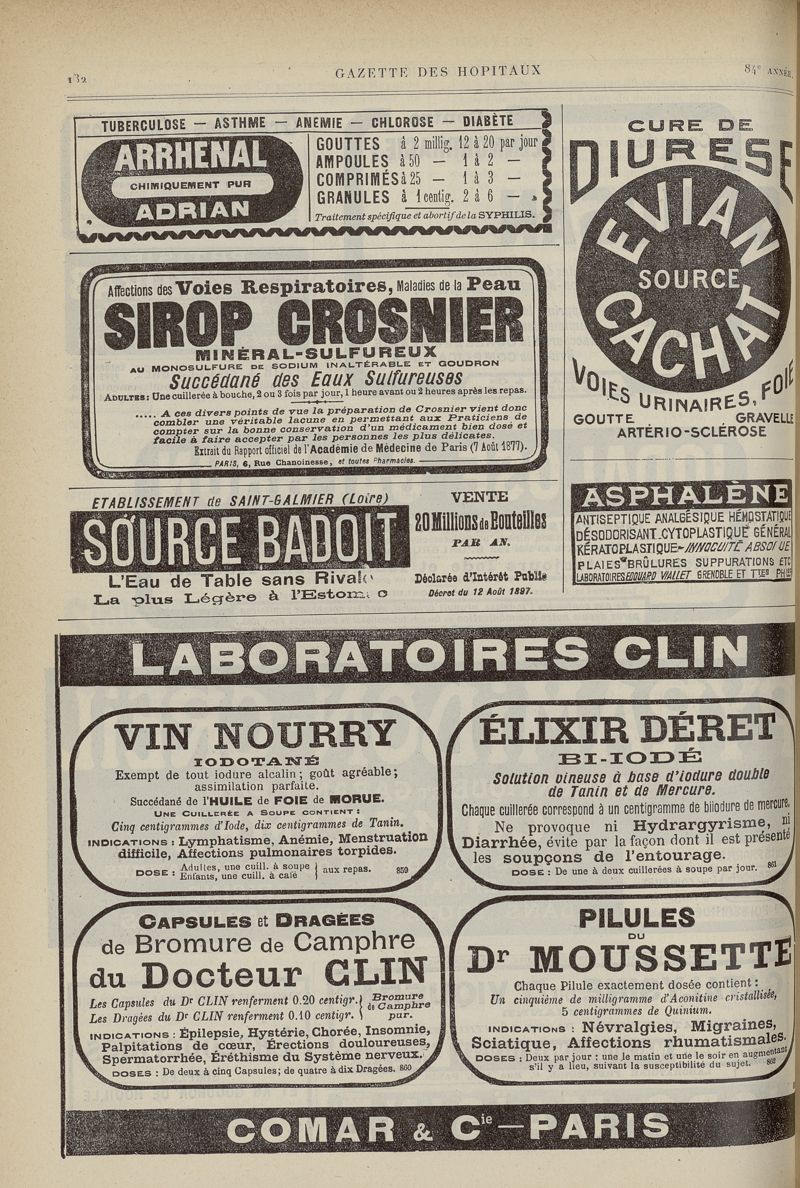 132
GAZETTE DES HOPITAUX
84e ANNÉE.
TUBERCULOSE — ASTHME — ANEMIE — CHLOROSE — DIABÈTE
ARRHENAL
CHIMIQUEMENT PUR
ADRIAN
GOUTTES à 2 millig. 12 à 20 par jour
AMPOULES à 50 — 1 à 2 —
COMPRIMÉS à 25 — 1 à 3 —
GRANULES à 1 centig. 2 à 6 — »
Traitement spécifique et abortif de la SYPHILIS.
CURE DE
DIURESE
EVIAN
SOURCE
CACHAT
VOIES URINAIRES, FOIE
GOUTTE GRAVELLE
ARTÉRIO-SCLÉROSE
Affections des Voies Respiratoires, Maladies de la Peau
SIROP CROSNIER
MINÉRAL-SULFUREUX
AU MONOSULFURE DE SODIUM INALTÉRABLE ET GOUDRON
Succédané des Eaux Sulfureuses
ADULTES: Une cuillerée à bouche, 2 ou 3 fois par jour, 1 heure avant ou 2 heures après les repas.
..... A ces divers points de vue la préparation de Crosnier vient donc
combler une véritable lacune en permettant aux Praticiens de
compter sur la bonne conservation d'un médicament bien dosé et
facile à faire accepter par les personnes les plus délicates.
Extrait du Rapport officiel de l'Académie de Médecine de Paris (7 Août 1877).
PARIS, 6, Rue Chanoinesse, et toutes Pharmacies.
ETABLISSEMENT de SAINT-GALMIER (Loire)
SOURCE BADOIT
L'Eau de Table sans Rivale
La plus Légère à l'Estomac
VENTE
20 Millions de Bouteilles
PAR AN.
Déclarée d'Intérêt Public
Décret du 12 Août 1897.
ASPHALÈNE
ANTISEPTIQUE ANALGÉSIQUE HÉMOSTATIQUE
DÉSODORISANT. CYTOPLASTIQUE GÉNÉRAL
KÉRATOPLASTIQUE - INNOCUITÉ ABSOLUE
PLAIES BRÛLURES SUPPURATIONS ETC
LABORATOIRES EDOUARD VIALLET GRENOBLE ET TTES PHIES
LABORATOIRES CLIN
VIN NOURRY
IODOTANÉ
Exempt de tout iodure alcalin; goût agréable;
assimilation parfaite.
Succédané de l'HUILE de FOIE de MORUE.
UNE CUILLERÉE A SOUPE CONTIENT:
Cinq centigrammes d'Iode, dix centigrammes de Tanin.
INDICATIONS : Lymphatisme, Anémie, Menstruation
difficile, Affections pulmonaires torpides.
DOSE : Adultes, une cuill. à soupe
Enfants, une cuill. à café } aux repas. 859
ÉLIXIR DÉRET
BI-IODÉ
Solution vineuse à base d'iodure double
de Tanin et de Mercure.
Chaque cuillerée correspond à un centigramme de biiodure de mercure.
Ne provoque ni Hydrargyrisme, ni
Diarrhée, évite par la façon dont il est présenté
les soupçons de l'entourage.
DOSE : De une à deux cuillerées à soupe par jour. 861
CAPSULES et DRAGÉES
de Bromure de Camphre
du Docteur CLIN
Les Capsules du Dr CLIN renferment 0.20 centigr. } Bromure
de Camphre
Les Dragées du Dr CLIN renferment 0.10 centigr. } pur.
INDICATIONS : Épilepsie, Hystérie, Chorée, Insomnie,
Palpitations de cœur, Érections douloureuses,
Spermatorrhée, Éréthisme du Système nerveux.
DOSES : De deux à cinq Capsules; de quatre à dix Dragées. 860
PILULES
DU
Dr MOUSSETTE
Chaque Pilule exactement dosée contient :
Un cinquième de milligramme d'Aconitine cristallisée,
5 centigrammes de Quinium.
INDICATIONS : Névralgies, Migraines,
Sciatique, Affections rhumatismales.
DOSES : Deux par jour : une le matin et une le soir en augmentant
s'il y a lieu, suivant la susceptibilité du sujet. 862
COMAR & Cie — PARIS